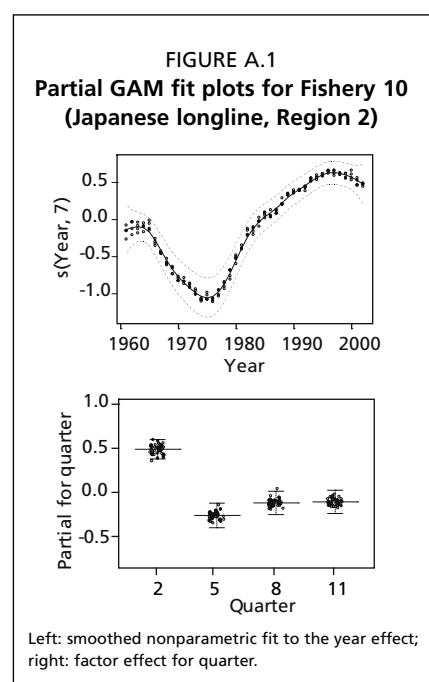 FIGURE A.1
Partial GAM fit plots for Fishery 10
(Japanese longline, Region 2)
s(Year, 7)
0.5
0.0
-0.5
-1.0
1960 1970 1980 1990 2000
Year
Partial for quarter
1.0
0.5
0.0
-0.5
2 5 8 11
Quarter
Left: smoothed nonparametric fit to the year effect;
right: factor effect for quarter.